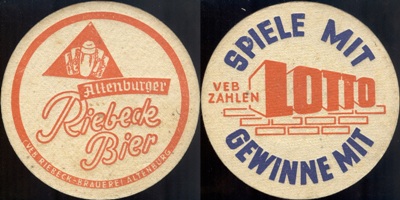 Altenburger
Riebeck
Bier
VEB RIEBECK-BRAUEREI ALTENBURG
SPIELE MIT
VEB
ZAHLEN
LOTTO
GEWINNE MIT